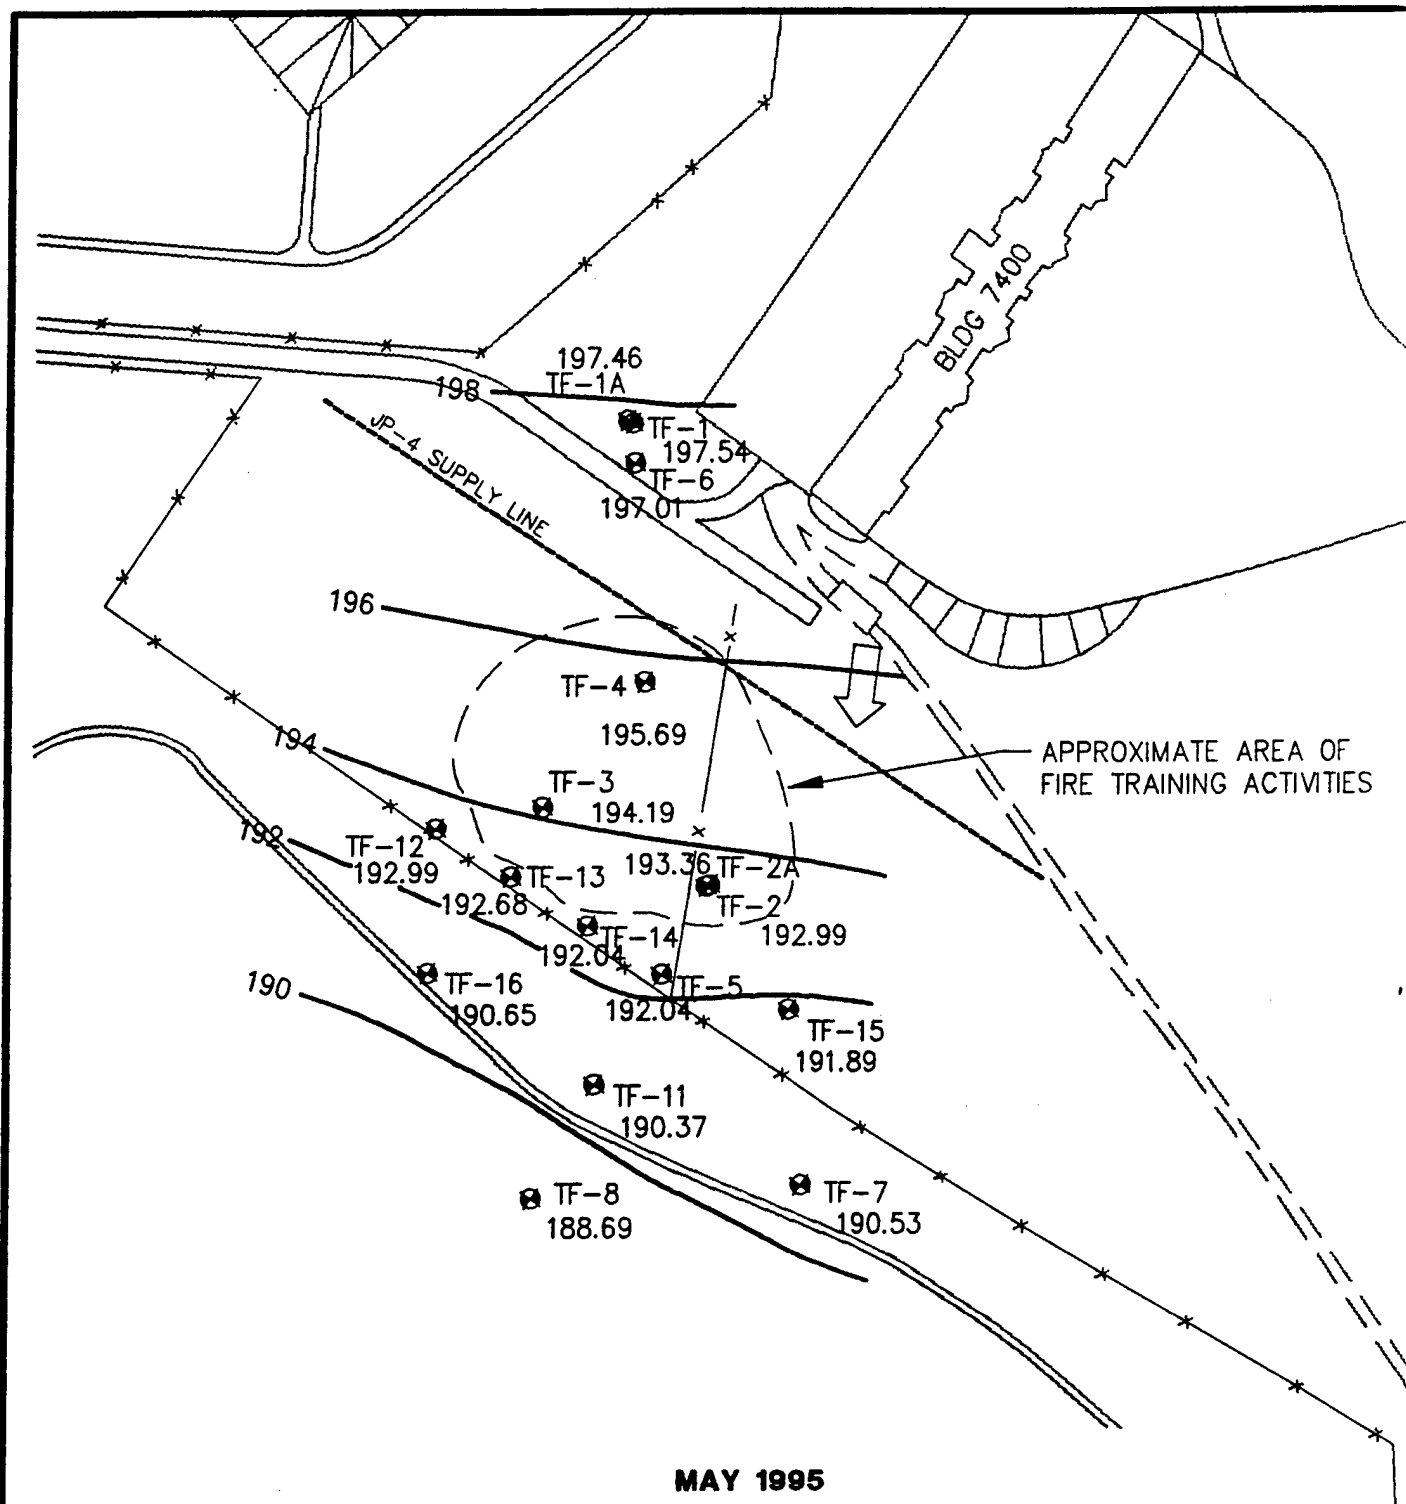 BLDG 7400
197.46
TF-1A
198
TF-1
197.54
JP-4 SUPPLY LINE
TF-6
197.01
196
TF-4
195.69
194
APPROXIMATE AREA OF
FIRE TRAINING ACTIVITIES
TF-3
194.19
192
TF-12
192.99
193.36
TF-2A
TF-13
192.68
TF-2
192.99
TF-14
192.04
TF-16
190.65
190
TF-5
192.04
TF-15
191.89
TF-11
190.37
TF-8
188.69
TF-7
190.53
MAY 1995